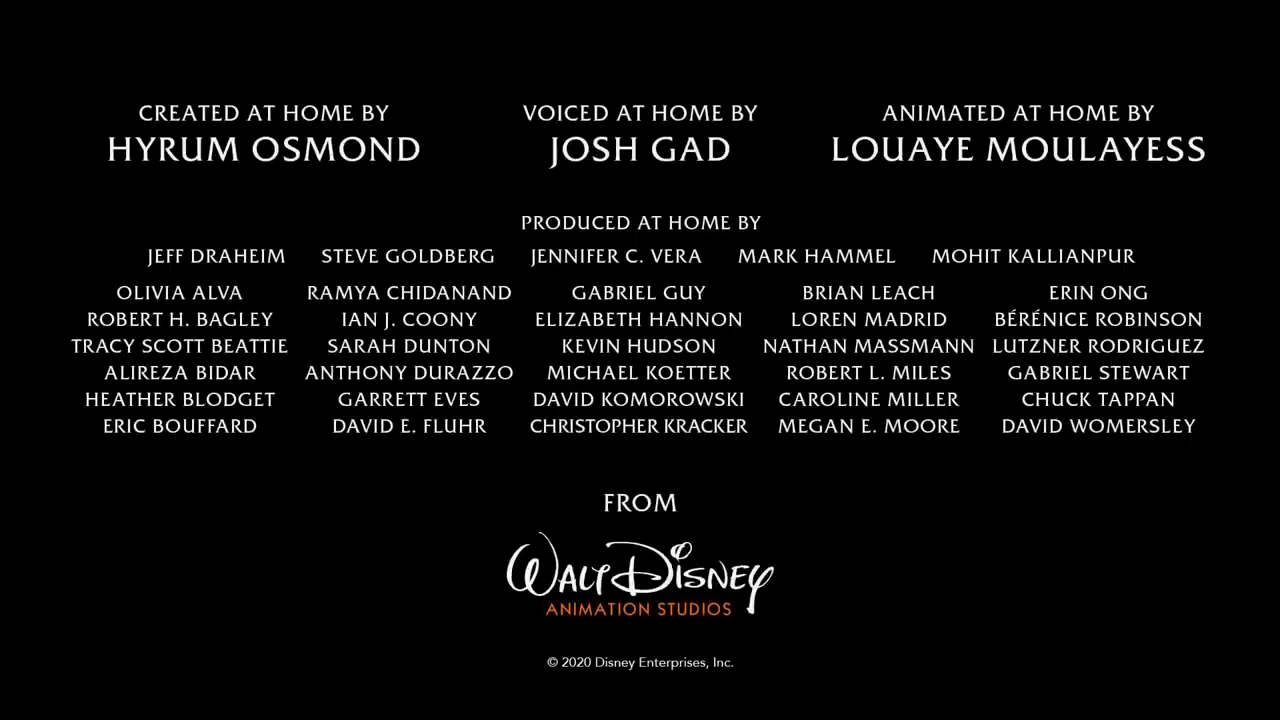 CREATED AT HOME BY VOICED AT HOME BY ANIMATED AT HOME BY
HYRUM OSMOND JOSH GAD LOUAYE MOULAYESS
PRODUCED AT HOME BY
JEFF DRAHEIM STEVE GOLDBERG JENNIFER C. VERA MARK HAMMEL MOHIT KALLIANPUR
OLIVIA ALVA RAMYA CHIDANAND GABRIEL GUY BRIAN LEACH ERIN ONG
ROBERT H. BAGLEY IAN J. COONY ELIZABETH HANNON LOREN MADRID BÉRÉNICE ROBINSON
TRACY SCOTT BEATTIE SARAH DUNTON KEVIN HUDSON NATHAN MASSMANN LUTZNER RODRIGUEZ
ALIREZA BIDAR ANTHONY DURAZZO MICHAEL KOETTER ROBERT L. MILES GABRIEL STEWART
HEATHER BLODGET GARRETT EVES DAVID KOMOROWSKI CAROLINE MILLER CHUCK TAPPAN
ERIC BOUFFARD DAVID E. FLUHR CHRISTOPHER KRACKER MEGAN E. MOORE DAVID WOMERSLEY
FROM
WALT DISNEY
ANIMATION STUDIOS
© 2020 Disney Enterprises, Inc.